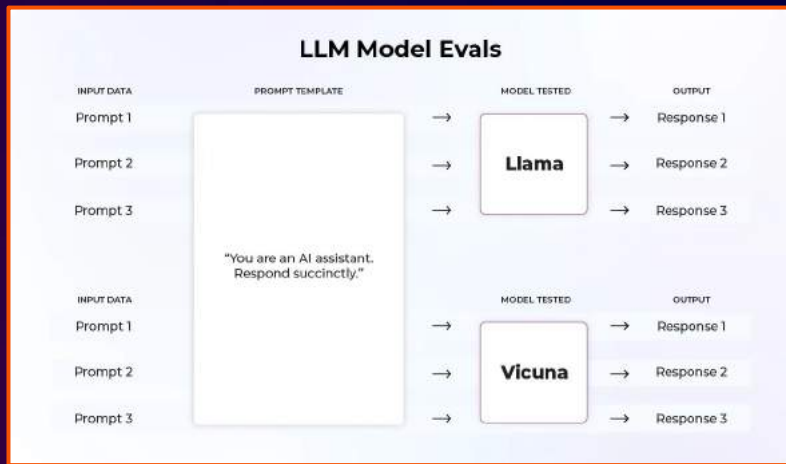 LLM Model Evals
INPUT DATA PROMPT TEMPLATE MODEL TESTED OUTPUT
Prompt 1 → → Response 1
Prompt 2 → Llama → Response 2
Prompt 3 → → Response 3
“You are an AI assistant.
Respond succinctly.”
INPUT DATA MODEL TESTED OUTPUT
Prompt 1 → → Response 1
Prompt 2 → Vicuna → Response 2
Prompt 3 → → Response 3